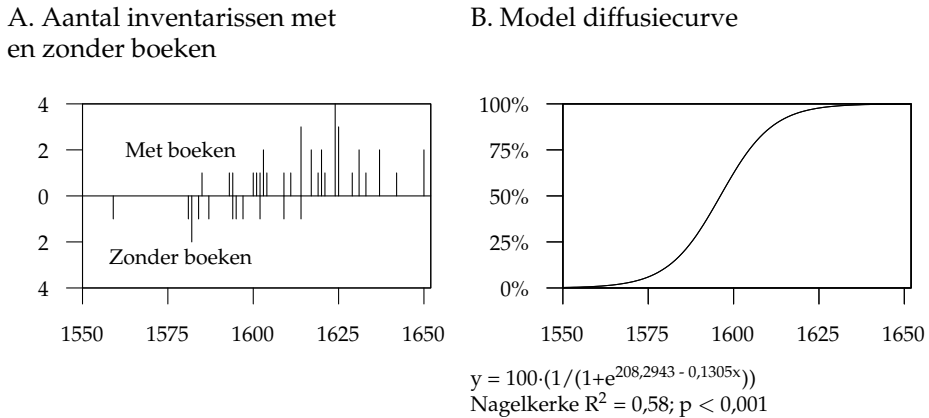 A. Aantal inventarissen met
en zonder boeken
4
2
0
2
4
Met boeken
Zonder boeken
1550 1575 1600 1625 1650
B. Model diffusiecurve
100%
75%
50%
25%
0%
1550 1575 1600 1625 1650
y = 100·(1/(1+e^208,2943 - 0,1305x))
Nagelkerke R² = 0,58; p < 0,001